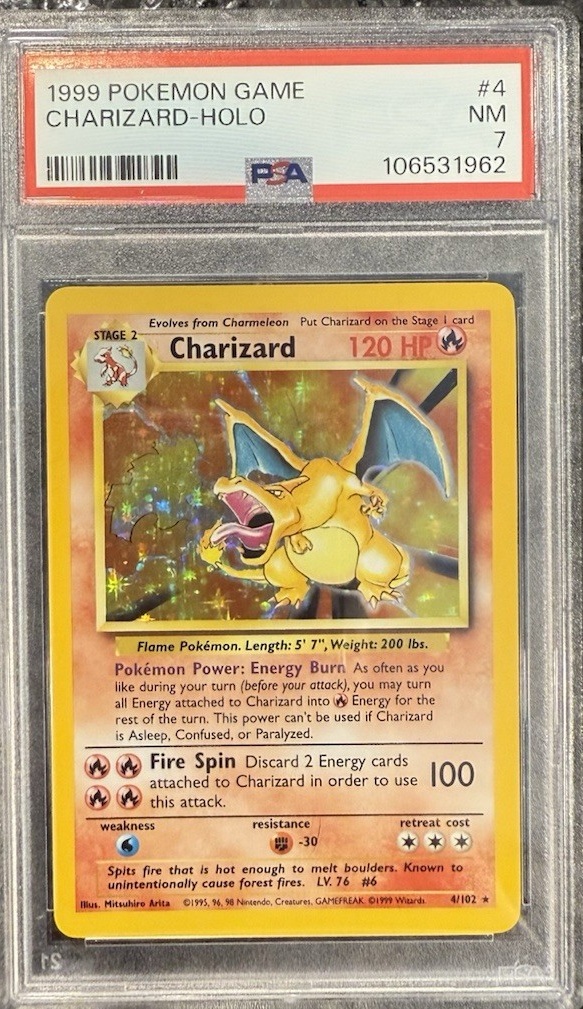 1999 POKEMON GAME #4
CHARIZARD-HOLO NM
7
PSA 106531962
Evolves from Charmeleon Put Charizard on the Stage 1 card
STAGE 2
Charizard 120 HP
Flame Pokémon. Length: 5' 7", Weight: 200 lbs.
Pokémon Power: Energy Burn As often as you
like during your turn (before your attack), you may turn
all Energy attached to Charizard into Energy for the
rest of the turn. This power can't be used if Charizard
is Asleep, Confused, or Paralyzed.
Fire Spin Discard 2 Energy cards
attached to Charizard in order to use 100
this attack.
weakness resistance retreat cost
-30
Spits fire that is hot enough to melt boulders. Known to
unintentionally cause forest fires. LV. 76 #6
Illus. Mitsuhiro Arita ©1995, 96, 98 Nintendo, Creatures, GAMEFREAK. ©1999 Wizards. 4/102 ★